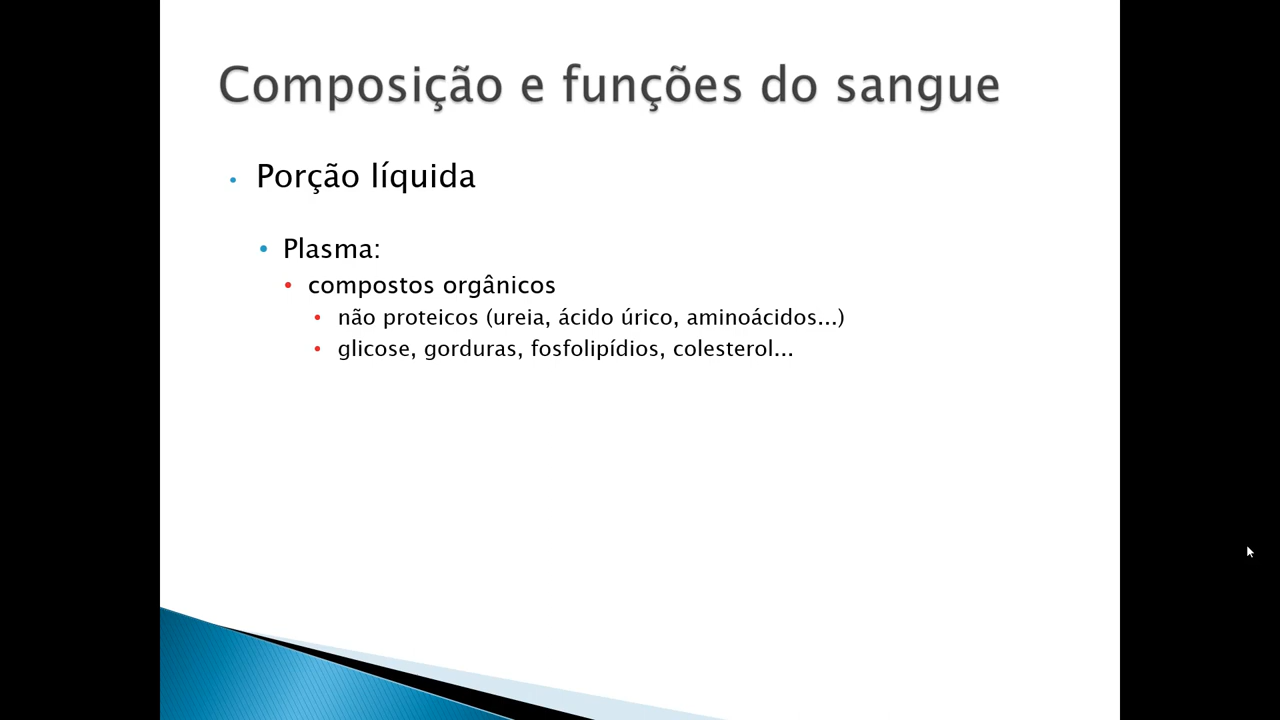 Composição e funções do sangue
• Porção líquida
• Plasma:
• compostos orgânicos
• não proteicos (ureia, ácido úrico, aminoácidos...)
• glicose, gorduras, fosfolipídios, colesterol...